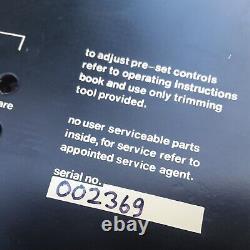 to adjust pre-set controls
refer to operating instructions
book and use only trimming
tool provided.
are
no user serviceable parts
inside, for service refer to
appointed service agent.
serial no.
002369